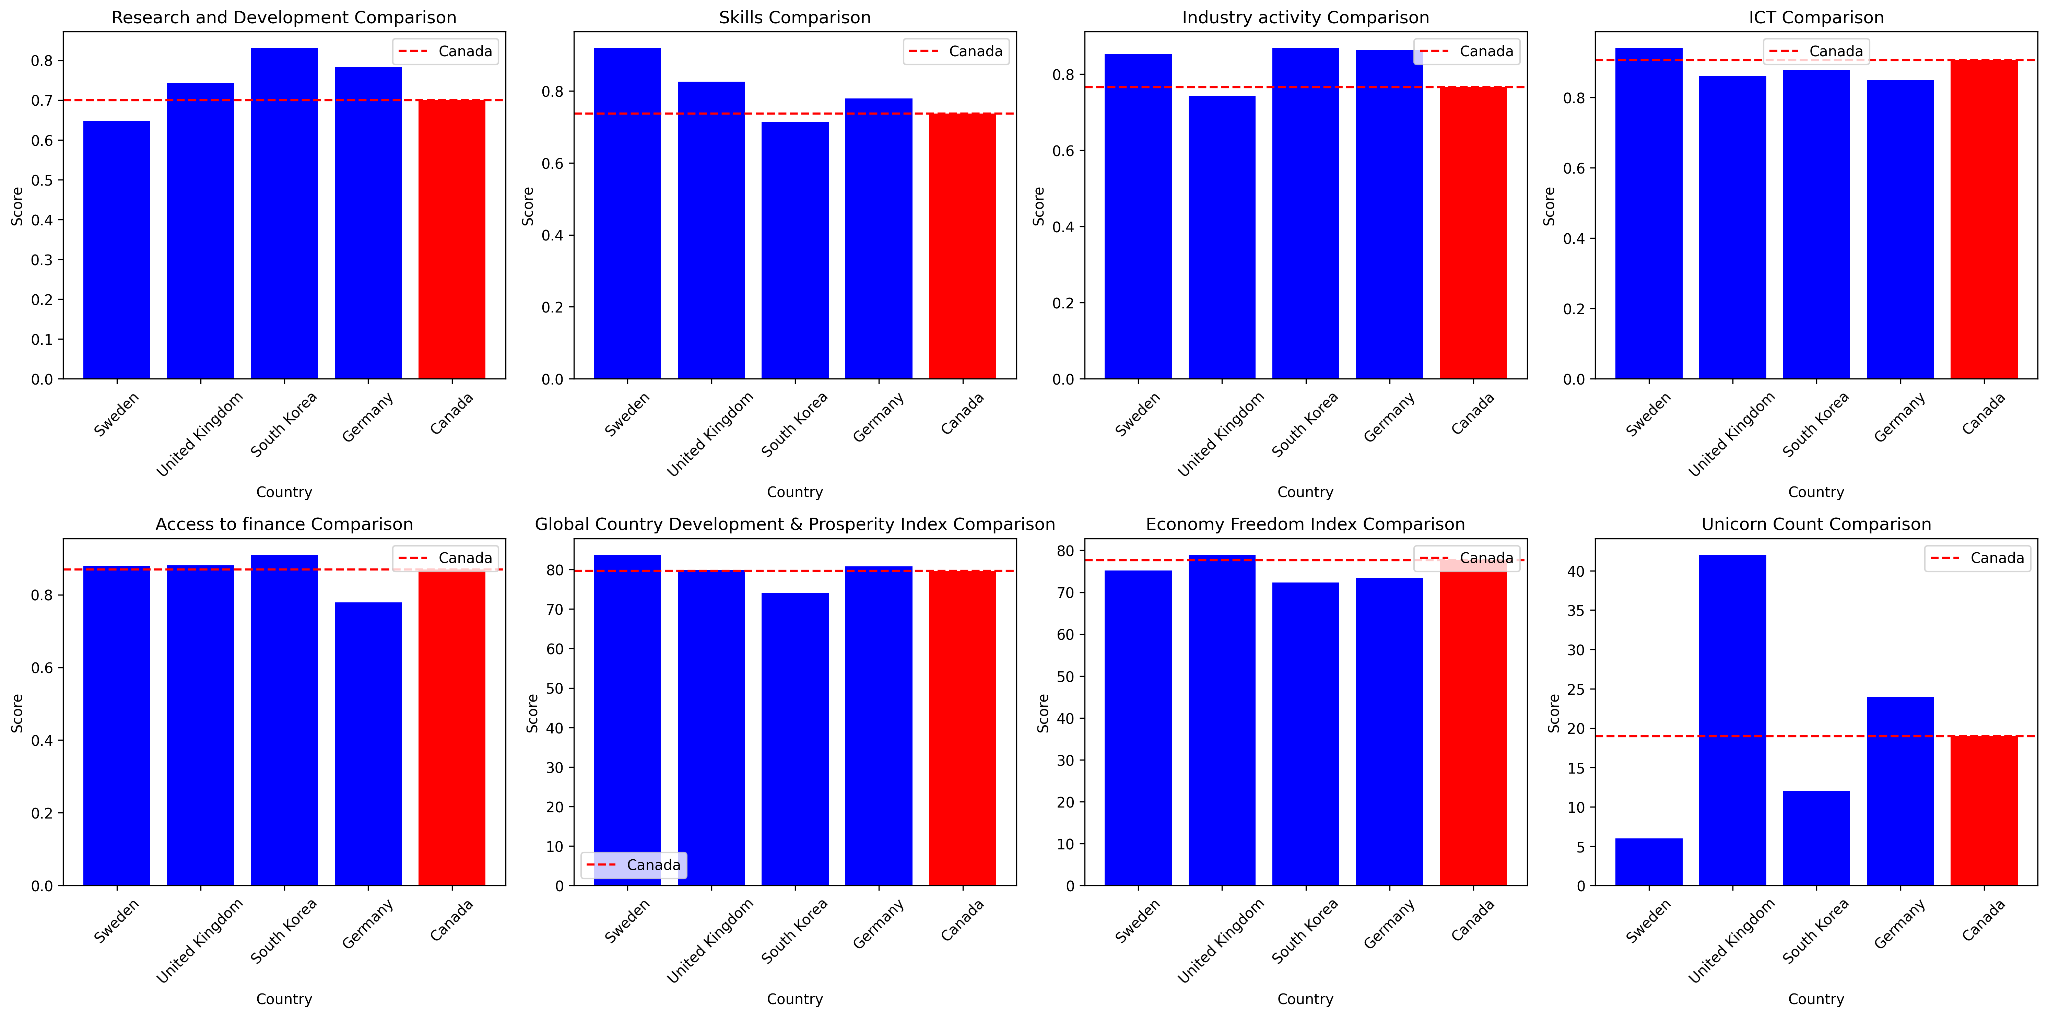 Research and Development Comparison
Score
0.8
0.7
0.6
0.5
0.4
0.3
0.2
0.1
0.0
Canada
Sweden
United Kingdom
South Korea
Germany
Canada
Country
Skills Comparison
Score
0.8
0.6
0.4
0.2
0.0
Canada
Sweden
United Kingdom
South Korea
Germany
Canada
Country
Industry activity Comparison
Score
0.8
0.6
0.4
0.2
0.0
Canada
Sweden
United Kingdom
South Korea
Germany
Canada
Country
ICT Comparison
Score
0.8
0.6
0.4
0.2
0.0
Canada
Sweden
United Kingdom
South Korea
Germany
Canada
Country
Access to finance Comparison
Score
0.8
0.6
0.4
0.2
0.0
Canada
Sweden
United Kingdom
South Korea
Germany
Canada
Country
Global Country Development & Prosperity Index Comparison
Score
80
70
60
50
40
30
20
10
0
Canada
Sweden
United Kingdom
South Korea
Germany
Canada
Country
Economy Freedom Index Comparison
Score
80
70
60
50
40
30
20
10
0
Canada
Sweden
United Kingdom
South Korea
Germany
Canada
Country
Unicorn Count Comparison
Score
40
35
30
25
20
15
10
5
0
Canada
Sweden
United Kingdom
South Korea
Germany
Canada
Country